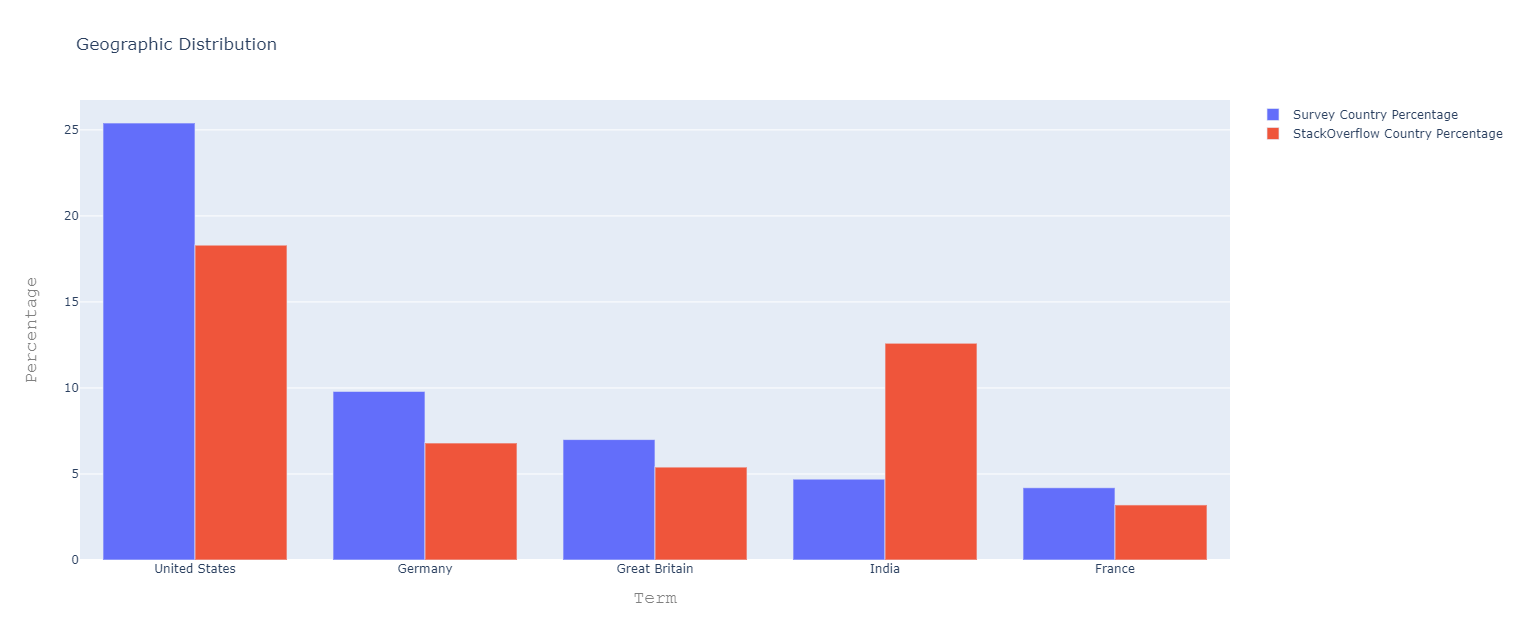 Geographic Distribution
Survey Country Percentage
StackOverflow Country Percentage
Percentage
25
20
15
10
5
0
United States
Germany
Great Britain
India
France
Term